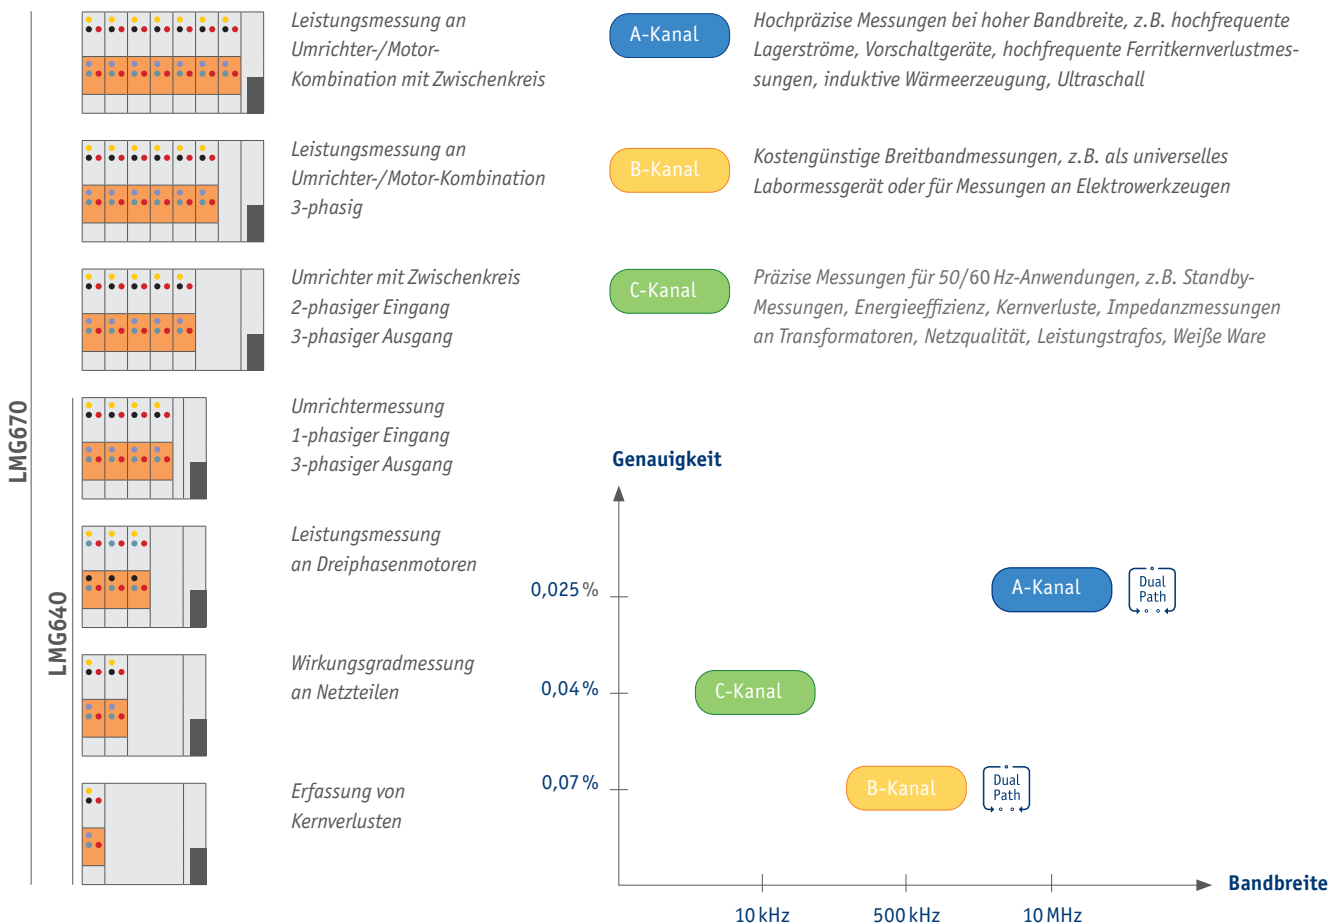 LMG670
LMG640
Leistungsmessung an
Umrichter-/Motor-
Kombination mit Zwischenkreis
Leistungsmessung an
Umrichter-/Motor-Kombination
3-phasig
Umrichter mit Zwischenkreis
2-phasiger Eingang
3-phasiger Ausgang
Umrichtermessung
1-phasiger Eingang
3-phasiger Ausgang
Leistungsmessung
an Dreiphasenmotoren
Wirkungsgradmessung
an Netzteilen
Erfassung von
Kernverlusten
A-Kanal
Hochpräzise Messungen bei hoher Bandbreite, z.B. hochfrequente
Lagerströme, Vorschaltgeräte, hochfrequente Ferritkernverlustmes-
sungen, induktive Wärmeerzeugung, Ultraschall
B-Kanal
Kostengünstige Breitbandmessungen, z.B. als universelles
Labormessgerät oder für Messungen an Elektrowerkzeugen
C-Kanal
Präzise Messungen für 50/60 Hz-Anwendungen, z.B. Standby-
Messungen, Energieeffizienz, Kernverluste, Impedanzmessungen
an Transformatoren, Netzqualität, Leistungstrafos, Weiße Ware
Genauigkeit
0,025 %
A-Kanal
Dual
Path
0,04 %
C-Kanal
0,07 %
B-Kanal
Dual
Path
Bandbreite
10 kHz
500 kHz
10 MHz